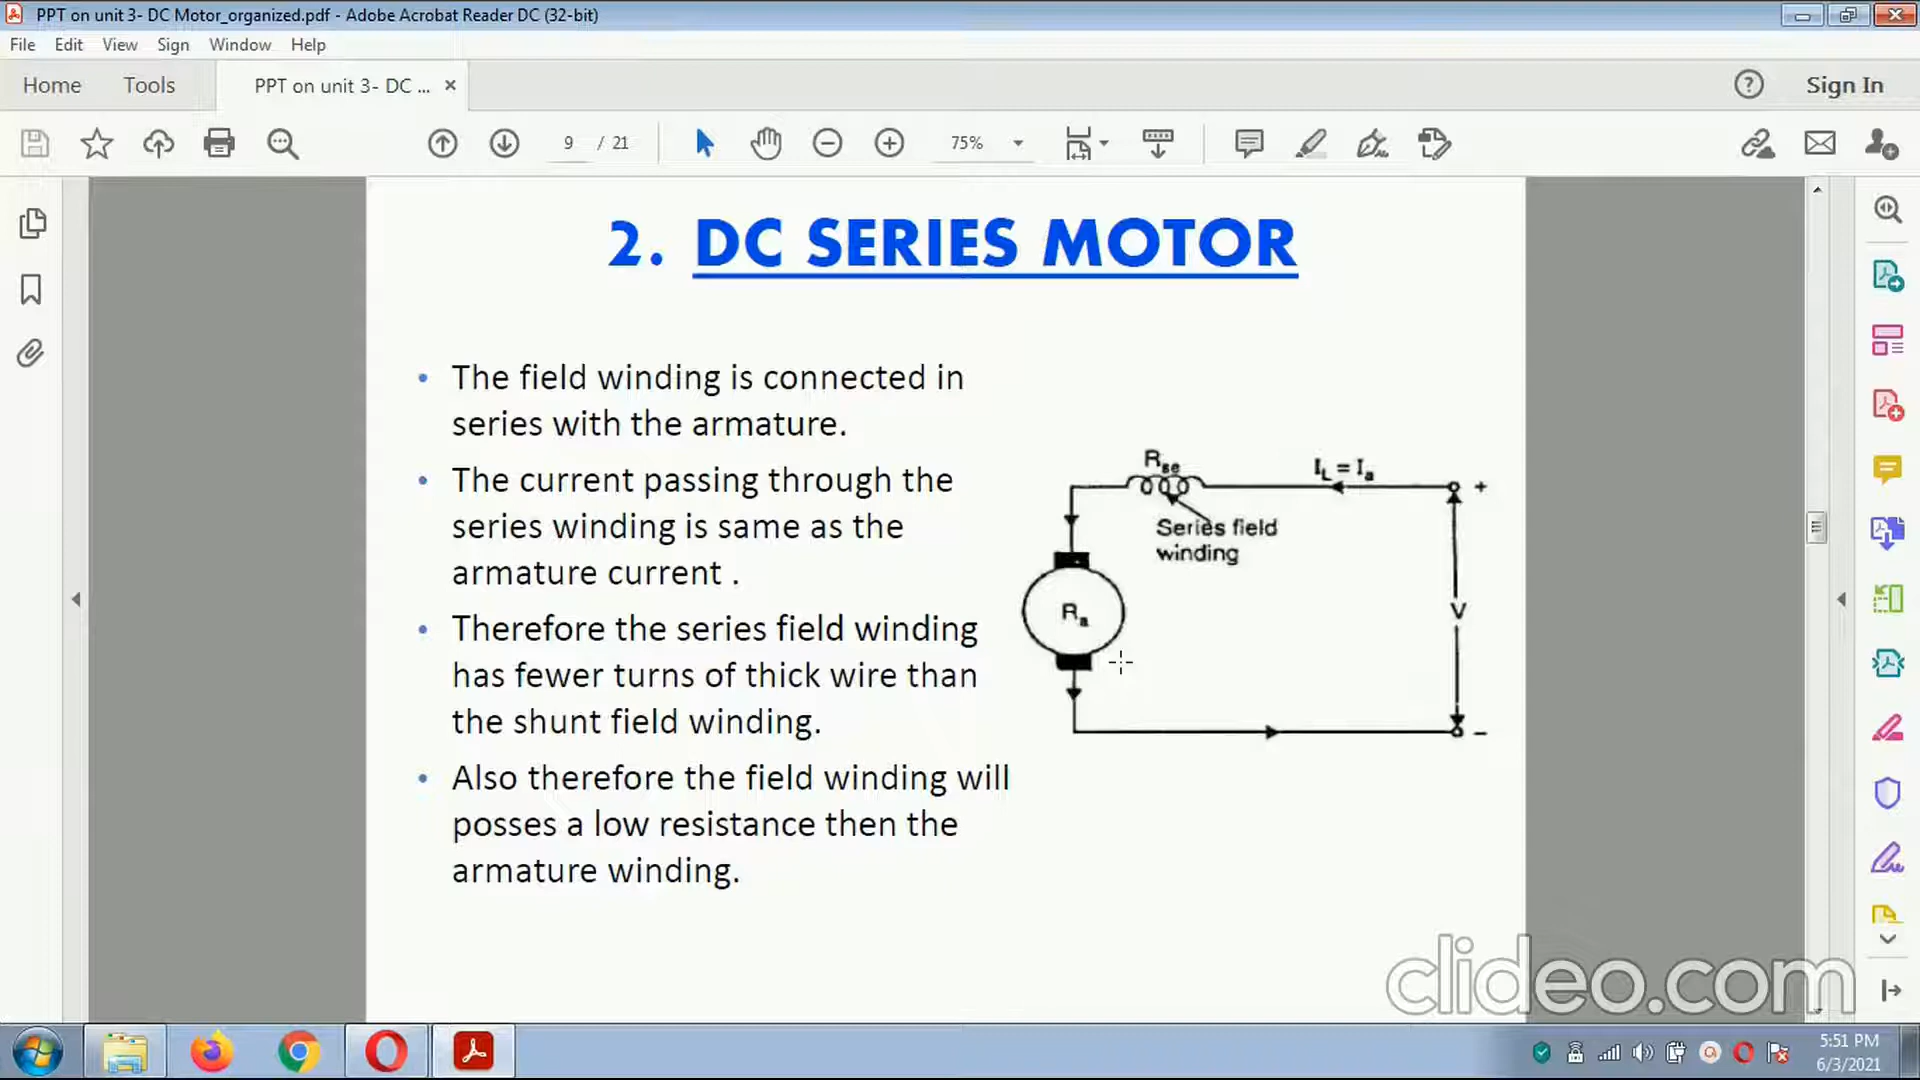 PPT on unit 3- DC Motor_organized.pdf - Adobe Acrobat Reader DC (32-bit)
File Edit View Sign Window Help
Home Tools PPT on unit 3- DC ... × Sign In
9 / 21 75%
2. DC SERIES MOTOR
• The field winding is connected in
series with the armature.
• The current passing through the
series winding is same as the
armature current .
• Therefore the series field winding
has fewer turns of thick wire than
the shunt field winding.
• Also therefore the field winding will
posses a low resistance then the
armature winding.
Rse
IL = Ia
+
Series field
winding
Ra
V
−
clideo.com
5:51 PM
6/3/2021